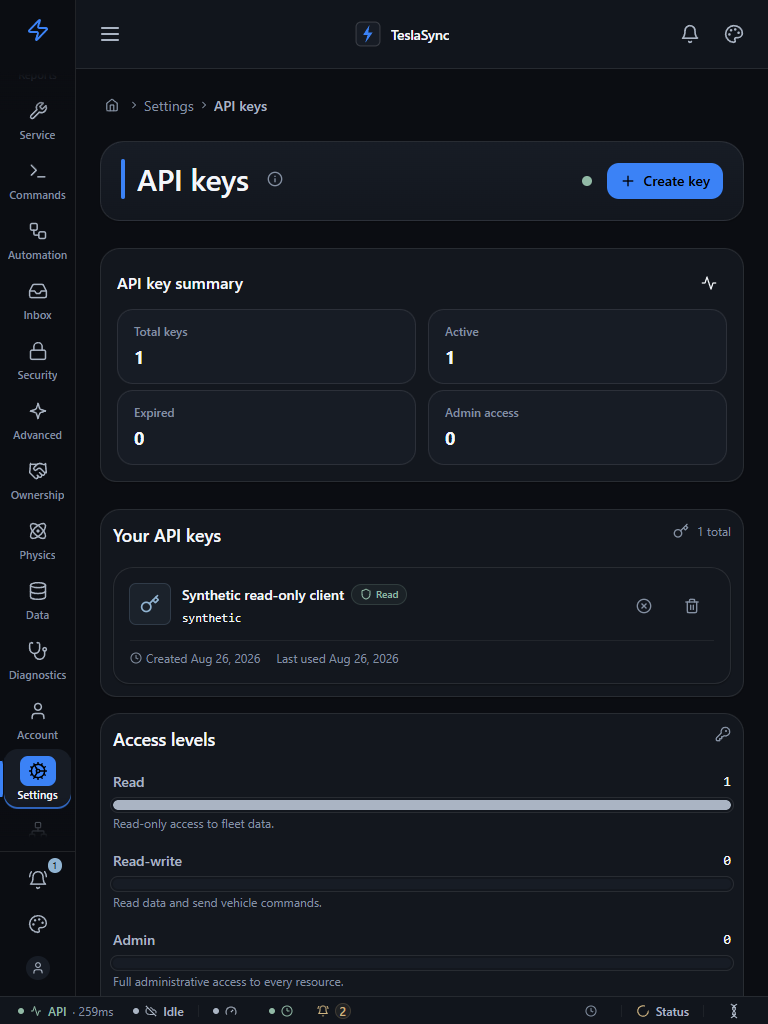 TeslaSync
Reports
Service
Commands
Automation
Inbox
Security
Advanced
Ownership
Physics
Data
Diagnostics
Account
Settings
1
Settings
API keys
API keys
Create key
API key summary
Total keys
1
Active
1
Expired
0
Admin access
0
Your API keys
1 total
Synthetic read-only client
Read
synthetic
Created Aug 26, 2026
Last used Aug 26, 2026
Access levels
Read
1
Read-only access to fleet data.
Read-write
0
Read data and send vehicle commands.
Admin
0
Full administrative access to every resource.
API · 259ms
Idle
2
Status